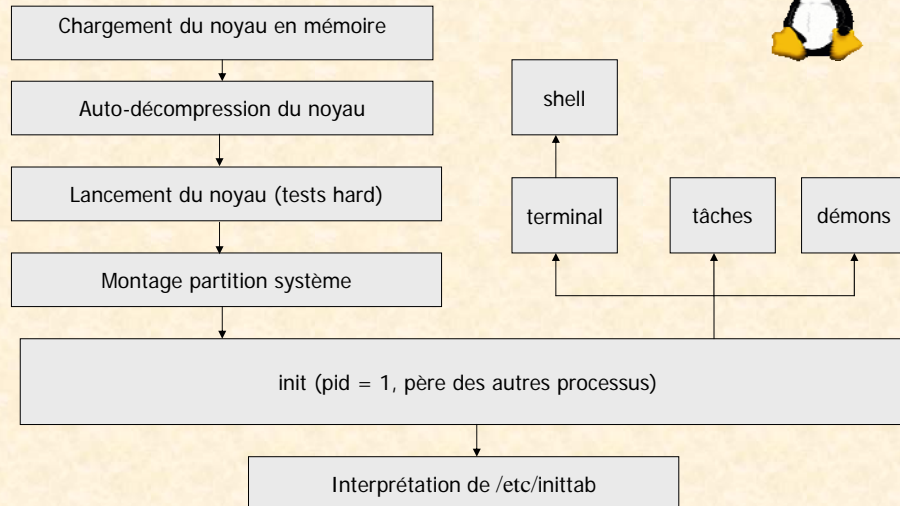 Chargement du noyau en mémoire
Auto-décompression du noyau
Lancement du noyau (tests hard)
Montage partition système
shell
terminal
tâches
démons
init (pid = 1, père des autres processus)
Interprétation de /etc/inittab